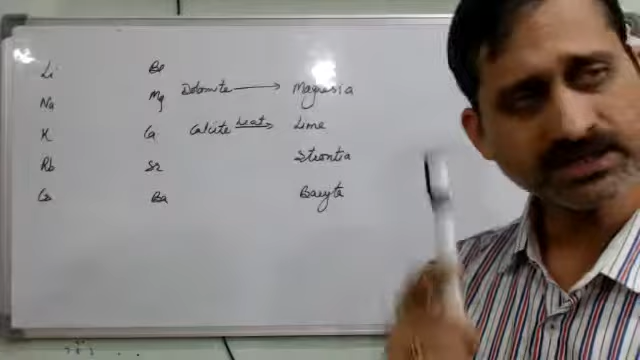 Li Be
Na Mg Dolomite → Magnesia
K Ca Calcite heat → Lime
Rb Sr Strontia
Cs Ba Baryta